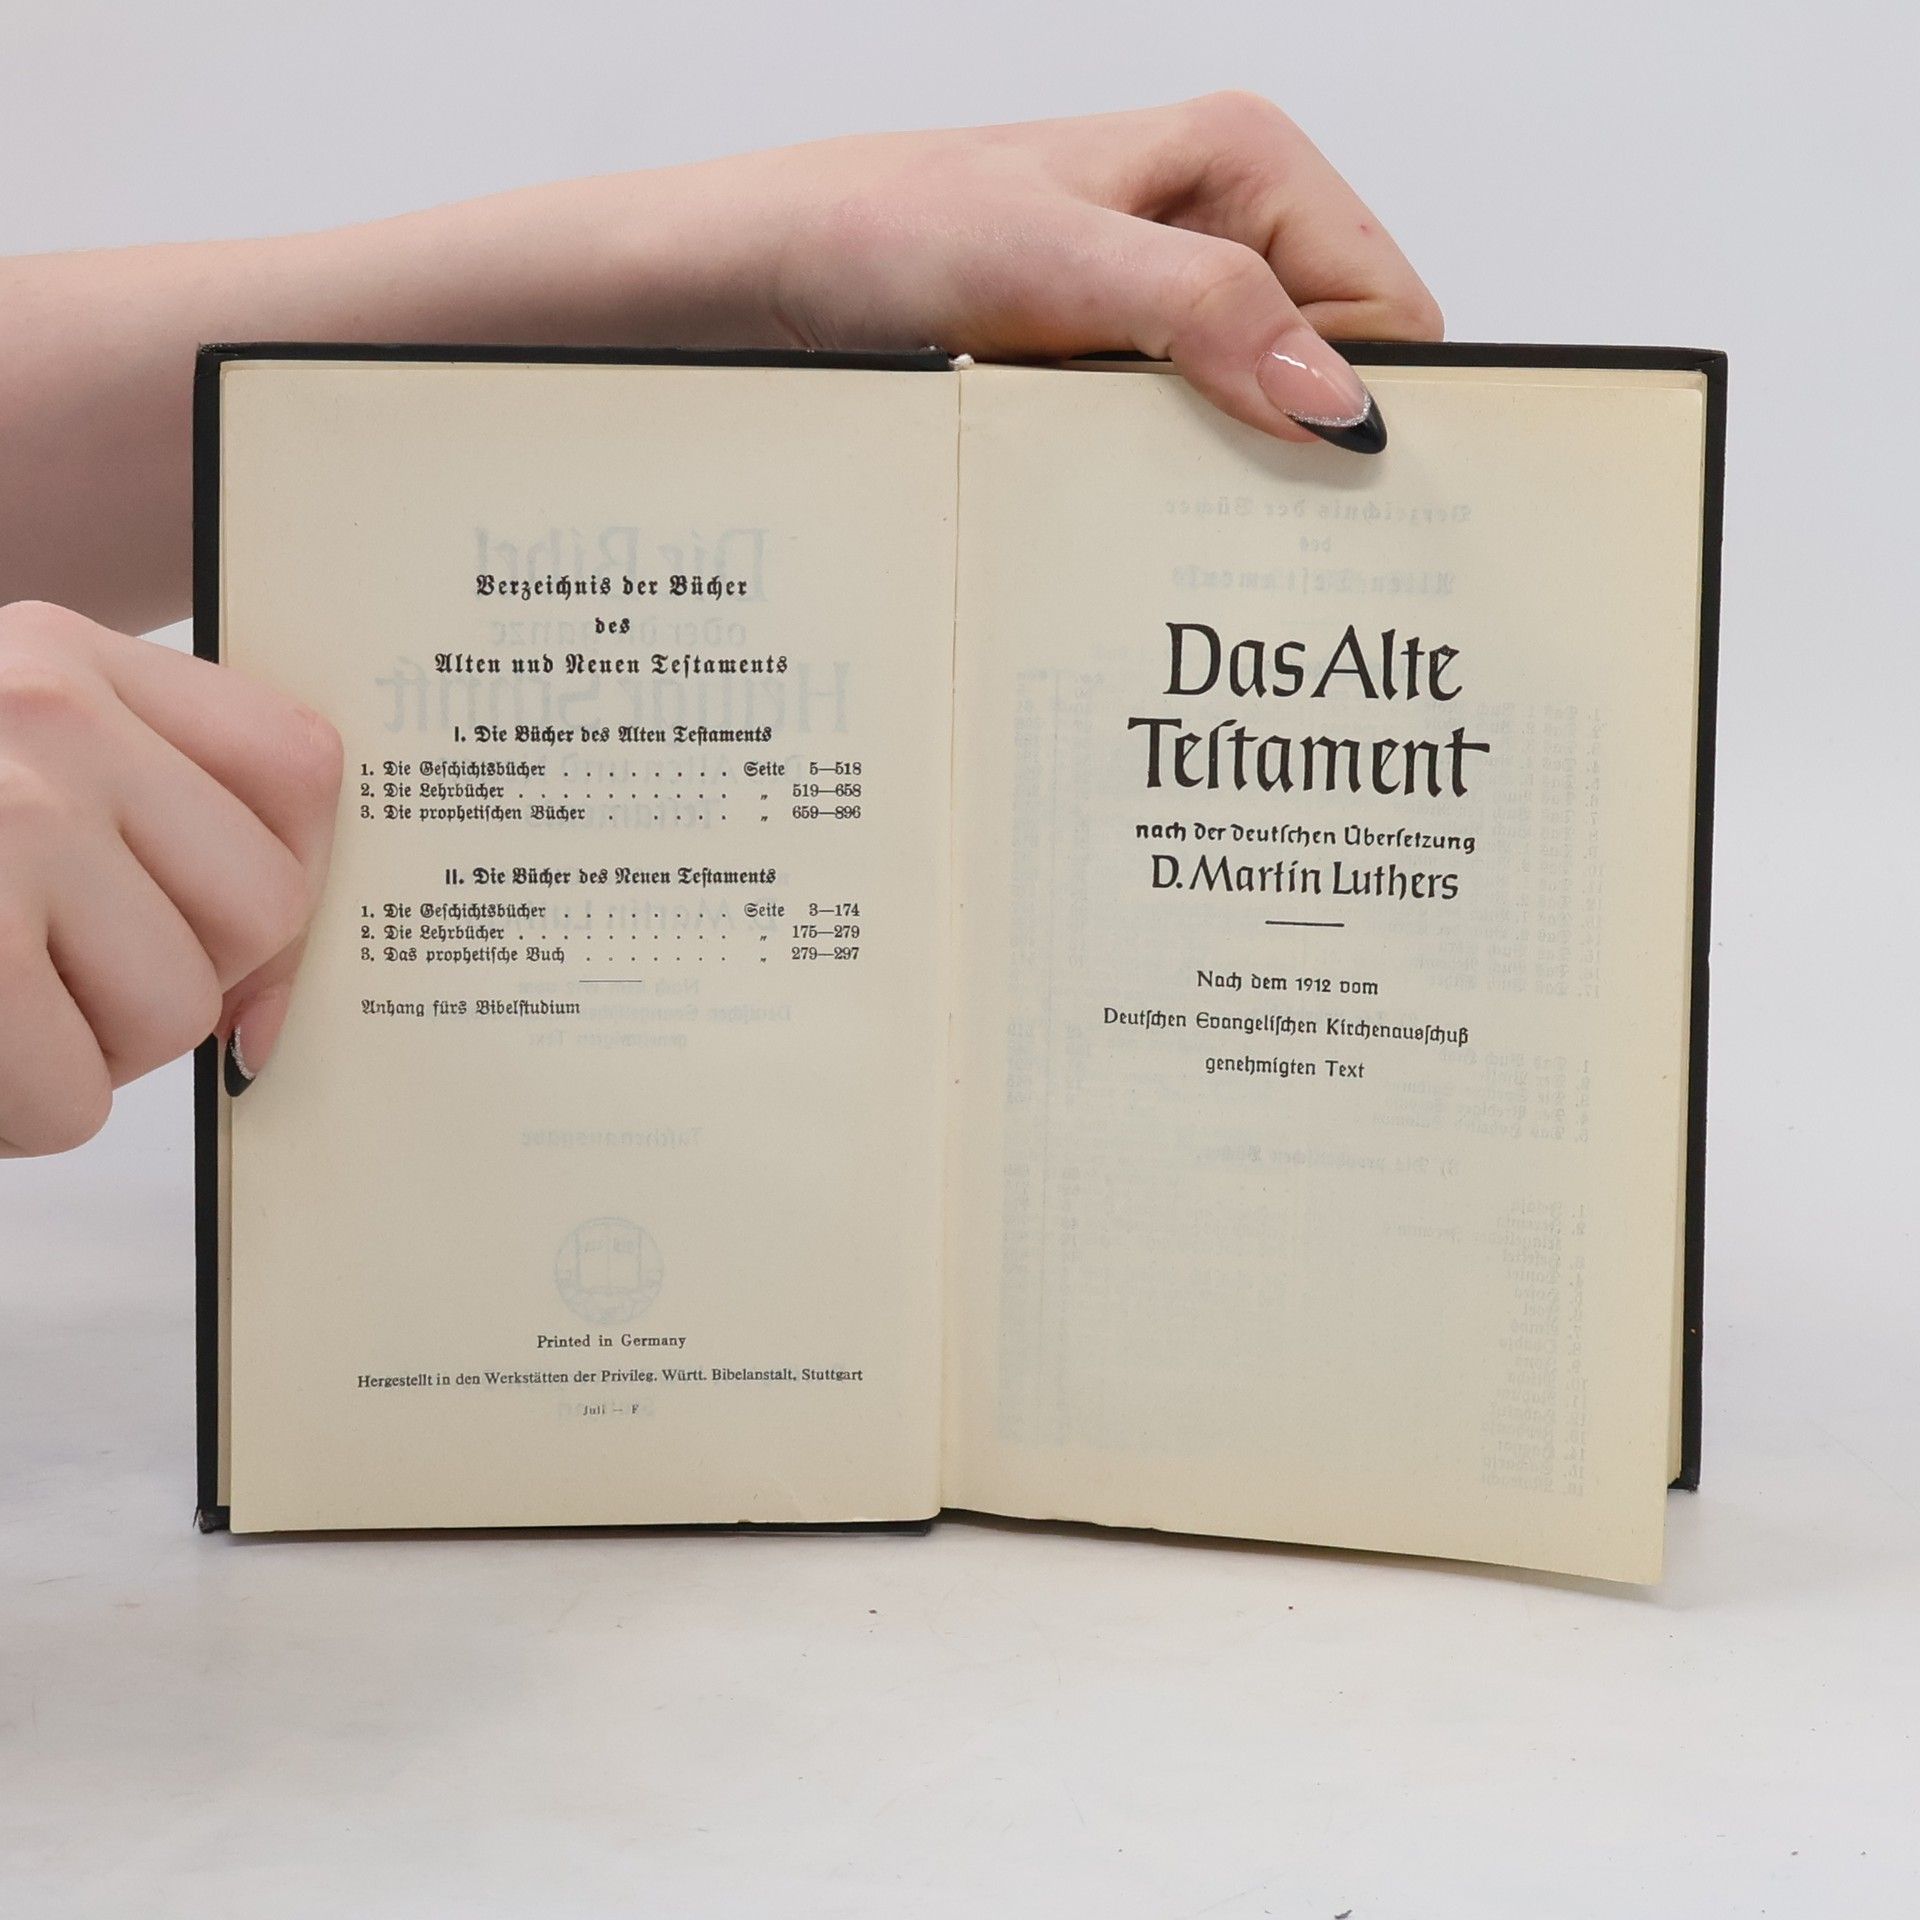 Verzeichnis der Bücher
des
Alten und Neuen Teſtaments
I. Die Bücher des Alten Teſtaments
1. Die Geſchichtsbücher . . . . . . . . Seite 5—518
2. Die Lehrbücher . . . . . . . . . . „ 519—658
3. Die prophetiſchen Bücher . . . . . „ 659—896
II. Die Bücher des Neuen Teſtaments
1. Die Geſchichtsbücher . . . . . . . . Seite 3—174
2. Die Lehrbücher . . . . . . . . . . „ 175—279
3. Das prophetiſche Buch . . . . . . . „ 279—297
Anhang fürs Bibelſtudium
Printed in Germany
Hergestellt in den Werkstätten der Privileg. Württ. Bibelanstalt, Stuttgart
Juli — F
Das Alte
Teſtament
nach der deutſchen Überſetzung
D. Martin Luthers
Nach dem 1912 vom
Deutſchen Evangeliſchen Kirchenausſchuß
genehmigten Text